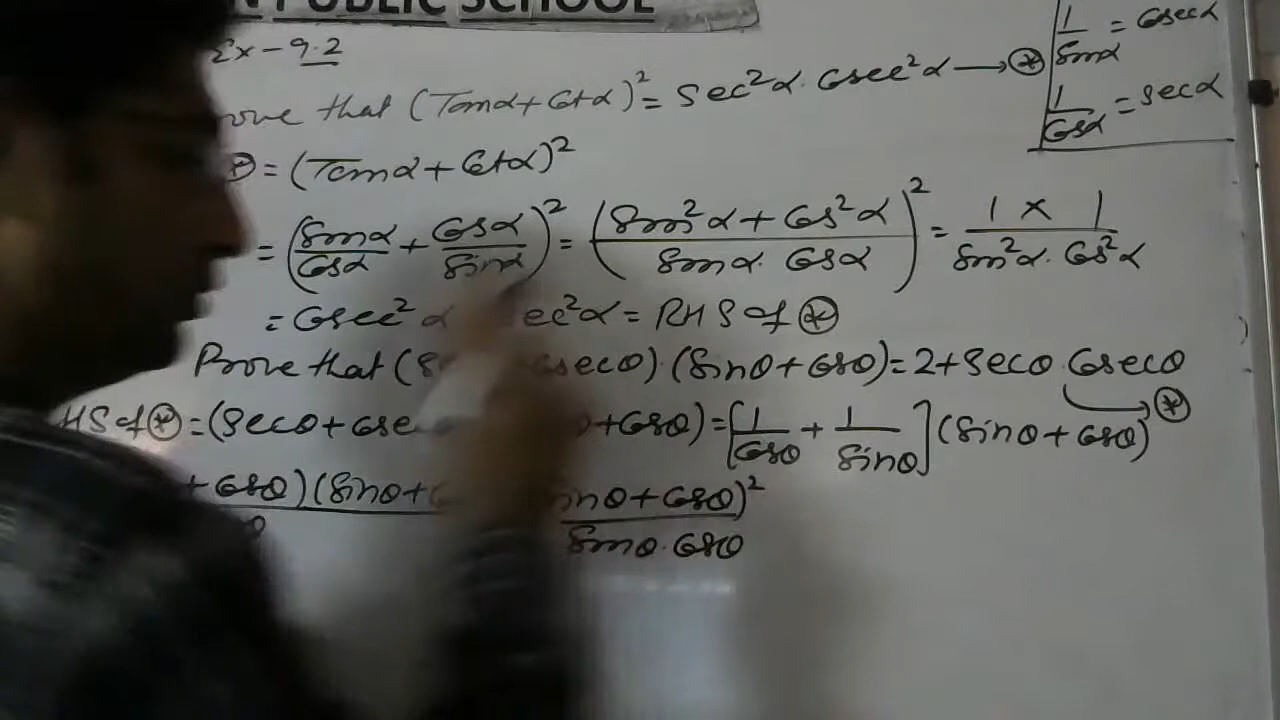 PUBLIC SCHOOL
Ex - 9.2
1/sinα = Cosecα
1/Cosα = secα
that (Tanα + Cotα)² = Sec²α. Cosec²α → ⊛
= (Tanα + Cotα)²
= (Sinα/Cosα + Cosα/Sinα)² = ((Sin²α + Cos²α)/(Sinα. Cosα))² = (1 × 1)/(Sin²α. Cos²α)
= Cosec²α ec²α = RHS of ⊛
Prove that ( cosecθ). (Sinθ + Cosθ) = 2 + Secθ. Cosecθ
HS of ⊛ = (Secθ + cose +Cosθ) = [1/Cosθ + 1/Sinθ] (Sinθ + Cosθ) ⊛
+ Cosθ)(Sinθ + inθ + Cosθ)²/(Sinθ. Cosθ)